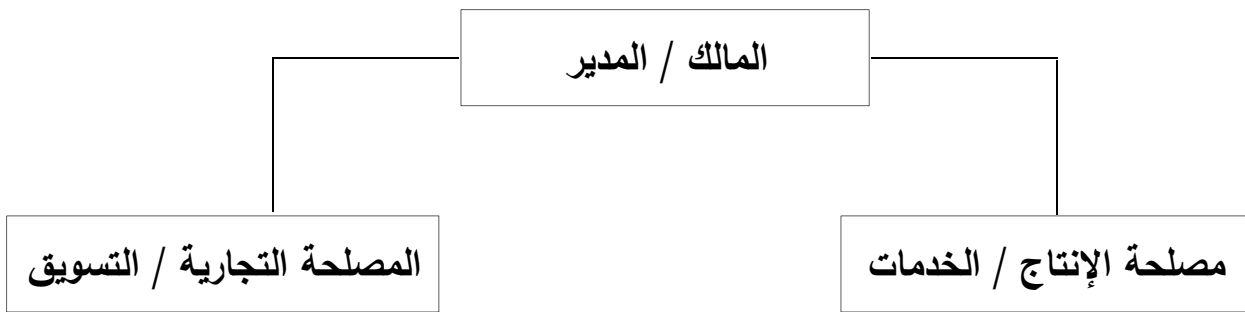 المالك / المدير
مصلحة الإنتاج / الخدمات
المصلحة التجارية / التسويق